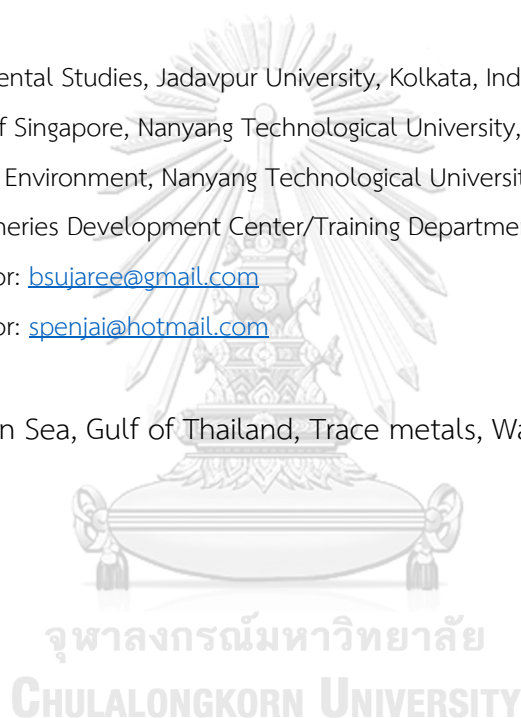 ental Studies, Jadavpur University, Kolkata, Ind
f Singapore, Nanyang Technological University,
Environment, Nanyang Technological Universit
neries Development Center/Training Departmen
or: bsujaree@gmail.com
or: spenjai@hotmail.com
n Sea, Gulf of Thailand, Trace metals, Wa
จุฬาลงกรณ์มหาวิทยาลัย
CHULALONGKORN UNIVERSITY